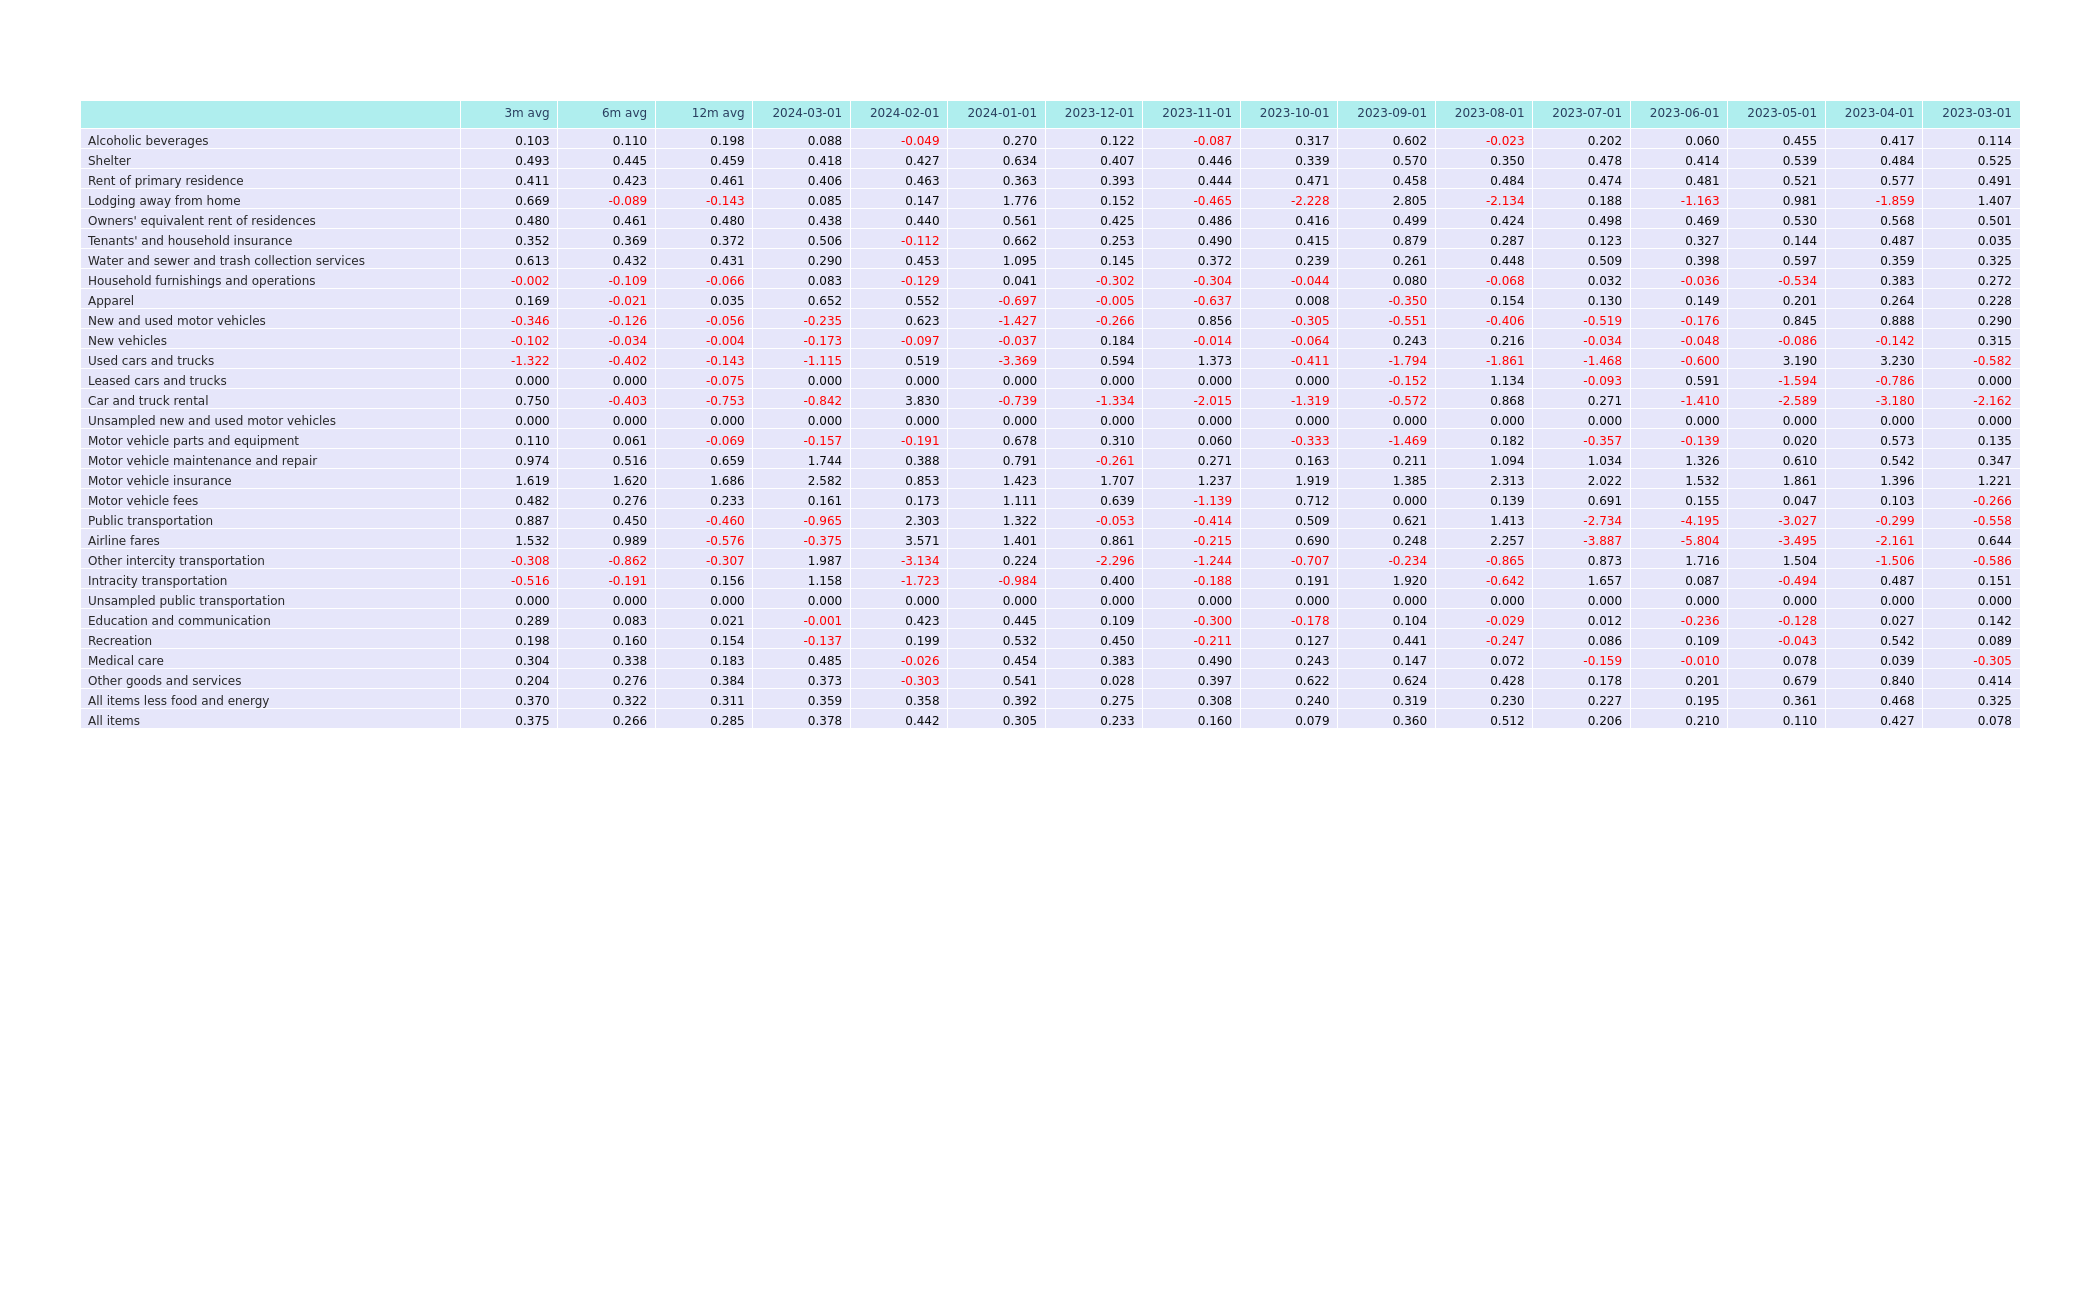 3m avg 6m avg 12m avg 2024-03-01 2024-02-01 2024-01-01 2023-12-01 2023-11-01 2023-10-01 2023-09-01 2023-08-01 2023-07-01 2023-06-01 2023-05-01 2023-04-01 2023-03-01
Alcoholic beverages 0.103 0.110 0.198 0.088 -0.049 0.270 0.122 -0.087 0.317 0.602 -0.023 0.202 0.060 0.455 0.417 0.114
Shelter 0.493 0.445 0.459 0.418 0.427 0.634 0.407 0.446 0.339 0.570 0.350 0.478 0.414 0.539 0.484 0.525
Rent of primary residence 0.411 0.423 0.461 0.406 0.463 0.363 0.393 0.444 0.471 0.458 0.484 0.474 0.481 0.521 0.577 0.491
Lodging away from home 0.669 -0.089 -0.143 0.085 0.147 1.776 0.152 -0.465 -2.228 2.805 -2.134 0.188 -1.163 0.981 -1.859 1.407
Owners' equivalent rent of residences 0.480 0.461 0.480 0.438 0.440 0.561 0.425 0.486 0.416 0.499 0.424 0.498 0.469 0.530 0.568 0.501
Tenants' and household insurance 0.352 0.369 0.372 0.506 -0.112 0.662 0.253 0.490 0.415 0.879 0.287 0.123 0.327 0.144 0.487 0.035
Water and sewer and trash collection services 0.613 0.432 0.431 0.290 0.453 1.095 0.145 0.372 0.239 0.261 0.448 0.509 0.398 0.597 0.359 0.325
Household furnishings and operations -0.002 -0.109 -0.066 0.083 -0.129 0.041 -0.302 -0.304 -0.044 0.080 -0.068 0.032 -0.036 -0.534 0.383 0.272
Apparel 0.169 -0.021 0.035 0.652 0.552 -0.697 -0.005 -0.637 0.008 -0.350 0.154 0.130 0.149 0.201 0.264 0.228
New and used motor vehicles -0.346 -0.126 -0.056 -0.235 0.623 -1.427 -0.266 0.856 -0.305 -0.551 -0.406 -0.519 -0.176 0.845 0.888 0.290
New vehicles -0.102 -0.034 -0.004 -0.173 -0.097 -0.037 0.184 -0.014 -0.064 0.243 0.216 -0.034 -0.048 -0.086 -0.142 0.315
Used cars and trucks -1.322 -0.402 -0.143 -1.115 0.519 -3.369 0.594 1.373 -0.411 -1.794 -1.861 -1.468 -0.600 3.190 3.230 -0.582
Leased cars and trucks 0.000 0.000 -0.075 0.000 0.000 0.000 0.000 0.000 0.000 -0.152 1.134 -0.093 0.591 -1.594 -0.786 0.000
Car and truck rental 0.750 -0.403 -0.753 -0.842 3.830 -0.739 -1.334 -2.015 -1.319 -0.572 0.868 0.271 -1.410 -2.589 -3.180 -2.162
Unsampled new and used motor vehicles 0.000 0.000 0.000 0.000 0.000 0.000 0.000 0.000 0.000 0.000 0.000 0.000 0.000 0.000 0.000 0.000
Motor vehicle parts and equipment 0.110 0.061 -0.069 -0.157 -0.191 0.678 0.310 0.060 -0.333 -1.469 0.182 -0.357 -0.139 0.020 0.573 0.135
Motor vehicle maintenance and repair 0.974 0.516 0.659 1.744 0.388 0.791 -0.261 0.271 0.163 0.211 1.094 1.034 1.326 0.610 0.542 0.347
Motor vehicle insurance 1.619 1.620 1.686 2.582 0.853 1.423 1.707 1.237 1.919 1.385 2.313 2.022 1.532 1.861 1.396 1.221
Motor vehicle fees 0.482 0.276 0.233 0.161 0.173 1.111 0.639 -1.139 0.712 0.000 0.139 0.691 0.155 0.047 0.103 -0.266
Public transportation 0.887 0.450 -0.460 -0.965 2.303 1.322 -0.053 -0.414 0.509 0.621 1.413 -2.734 -4.195 -3.027 -0.299 -0.558
Airline fares 1.532 0.989 -0.576 -0.375 3.571 1.401 0.861 -0.215 0.690 0.248 2.257 -3.887 -5.804 -3.495 -2.161 0.644
Other intercity transportation -0.308 -0.862 -0.307 1.987 -3.134 0.224 -2.296 -1.244 -0.707 -0.234 -0.865 0.873 1.716 1.504 -1.506 -0.586
Intracity transportation -0.516 -0.191 0.156 1.158 -1.723 -0.984 0.400 -0.188 0.191 1.920 -0.642 1.657 0.087 -0.494 0.487 0.151
Unsampled public transportation 0.000 0.000 0.000 0.000 0.000 0.000 0.000 0.000 0.000 0.000 0.000 0.000 0.000 0.000 0.000 0.000
Education and communication 0.289 0.083 0.021 -0.001 0.423 0.445 0.109 -0.300 -0.178 0.104 -0.029 0.012 -0.236 -0.128 0.027 0.142
Recreation 0.198 0.160 0.154 -0.137 0.199 0.532 0.450 -0.211 0.127 0.441 -0.247 0.086 0.109 -0.043 0.542 0.089
Medical care 0.304 0.338 0.183 0.485 -0.026 0.454 0.383 0.490 0.243 0.147 0.072 -0.159 -0.010 0.078 0.039 -0.305
Other goods and services 0.204 0.276 0.384 0.373 -0.303 0.541 0.028 0.397 0.622 0.624 0.428 0.178 0.201 0.679 0.840 0.414
All items less food and energy 0.370 0.322 0.311 0.359 0.358 0.392 0.275 0.308 0.240 0.319 0.230 0.227 0.195 0.361 0.468 0.325
All items 0.375 0.266 0.285 0.378 0.442 0.305 0.233 0.160 0.079 0.360 0.512 0.206 0.210 0.110 0.427 0.078